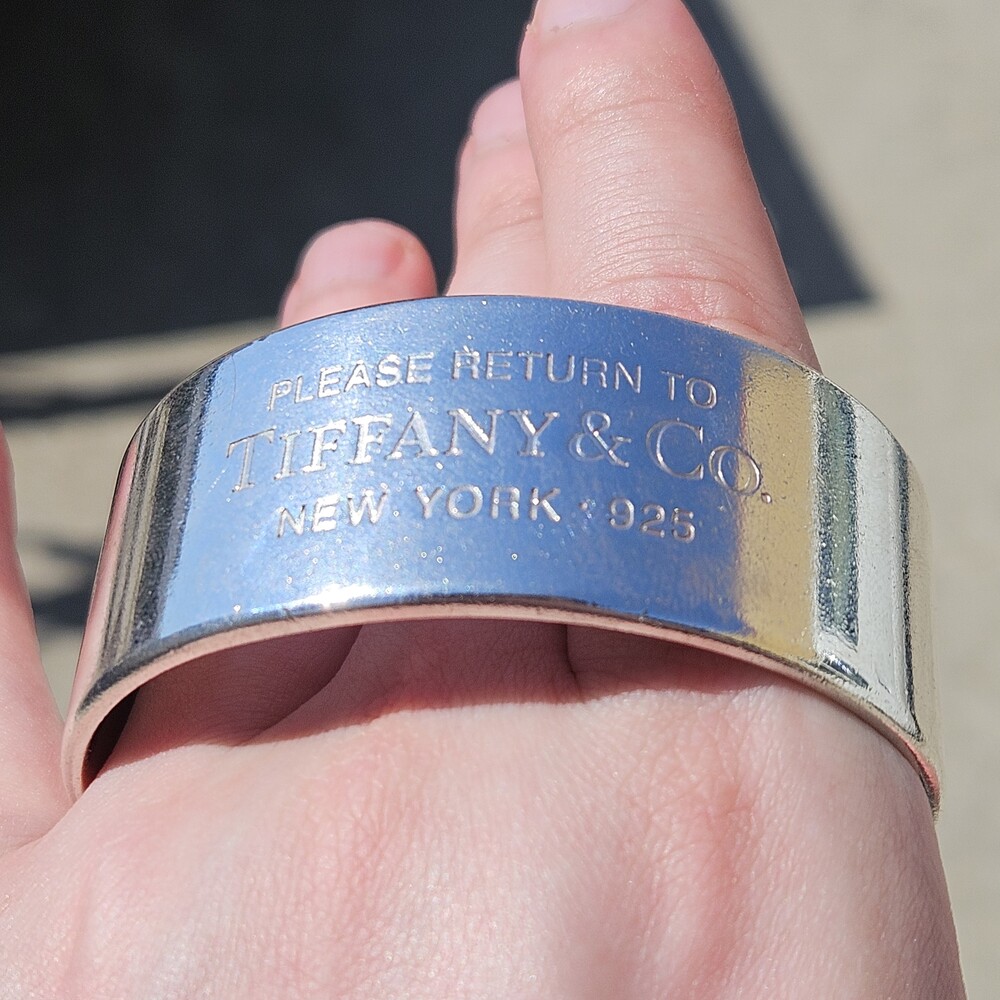 PLEASE RETURN TO
TIFFANY & CO.
NEW YORK 925